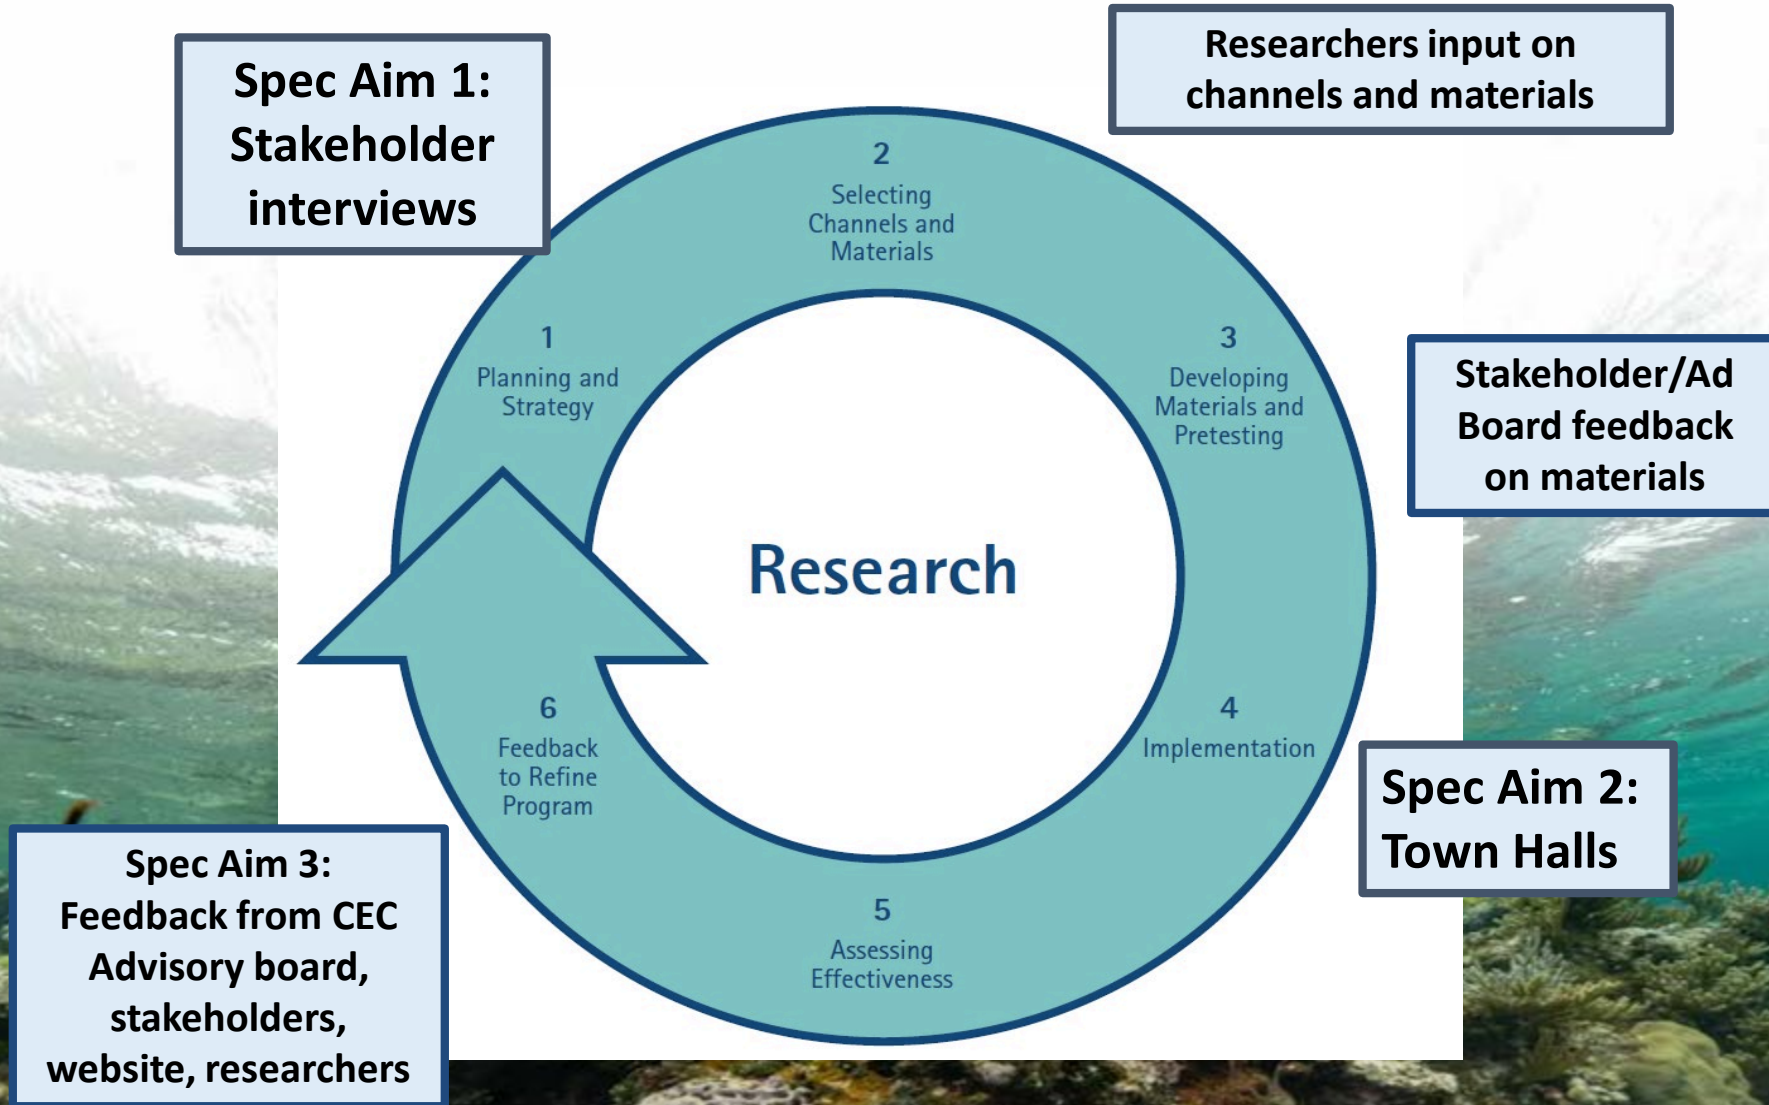 Spec Aim 1:
Stakeholder
interviews
Researchers input on
channels and materials
2
Selecting
Channels and
Materials
1
Planning and
Strategy
3
Developing
Materials and
Pretesting
Stakeholder/Ad
Board feedback
on materials
Research
6
Feedback
to Refine
Program
4
Implementation
Spec Aim 2:
Town Halls
Spec Aim 3:
Feedback from CEC
Advisory board,
stakeholders,
website, researchers
5
Assessing
Effectiveness